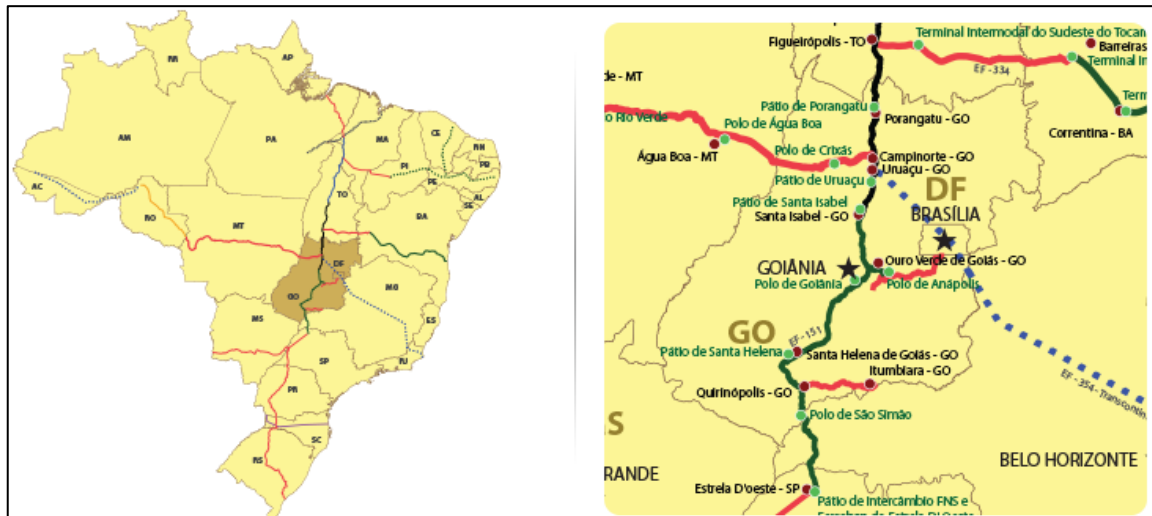 RR
AP
AM
PA
MA
CE
RN
PB
PI
PE
AL
SE
AC
TO
RO
MT
BA
DF
GO
MG
MS
ES
SP
RJ
PR
SC
RS
Figueirópolis - TO
Terminal Intermodal do Sudeste do Tocan
Barreiras
Terminal In
EF - 334
de - MT
Pátio de Porangatu
Term
o Rio Verde
Polo de Água Boa
Porangatu - GO
Correntina - BA
Água Boa - MT
Polo de Crixás
Campinorte - GO
Uruaçu - GO
Pátio de Uruaçu
DF
Pátio de Santa Isabel
BRASÍLIA
Santa Isabel - GO
Ouro Verde de Goiás - GO
GOIÂNIA
Polo de Goiânia
Polo de Anápolis
GO
EF - 151
Pátio de Santa Helena
Santa Helena de Goiás - GO
Itumbiara - GO
Quirinópolis - GO
EF - 354 - Transcontin
Polo de São Simão
S
RANDE
BELO HORIZONTE
Estrela D'oeste - SP
Pátio de Intercâmbio FNS e